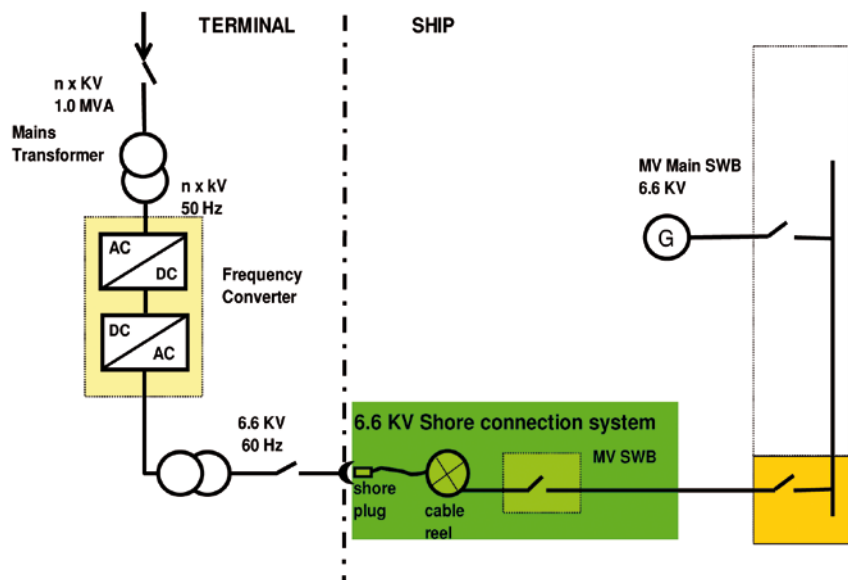 TERMINAL
SHIP
n x KV
1.0 MVA
Mains
Transformer
n x kV
50 Hz
AC
DC
Frequency
Converter
DC
AC
MV Main SWB
6.6 KV
G
6.6 KV
60 Hz
6.6 KV Shore connection system
MV SWB
shore
plug
cable
reel